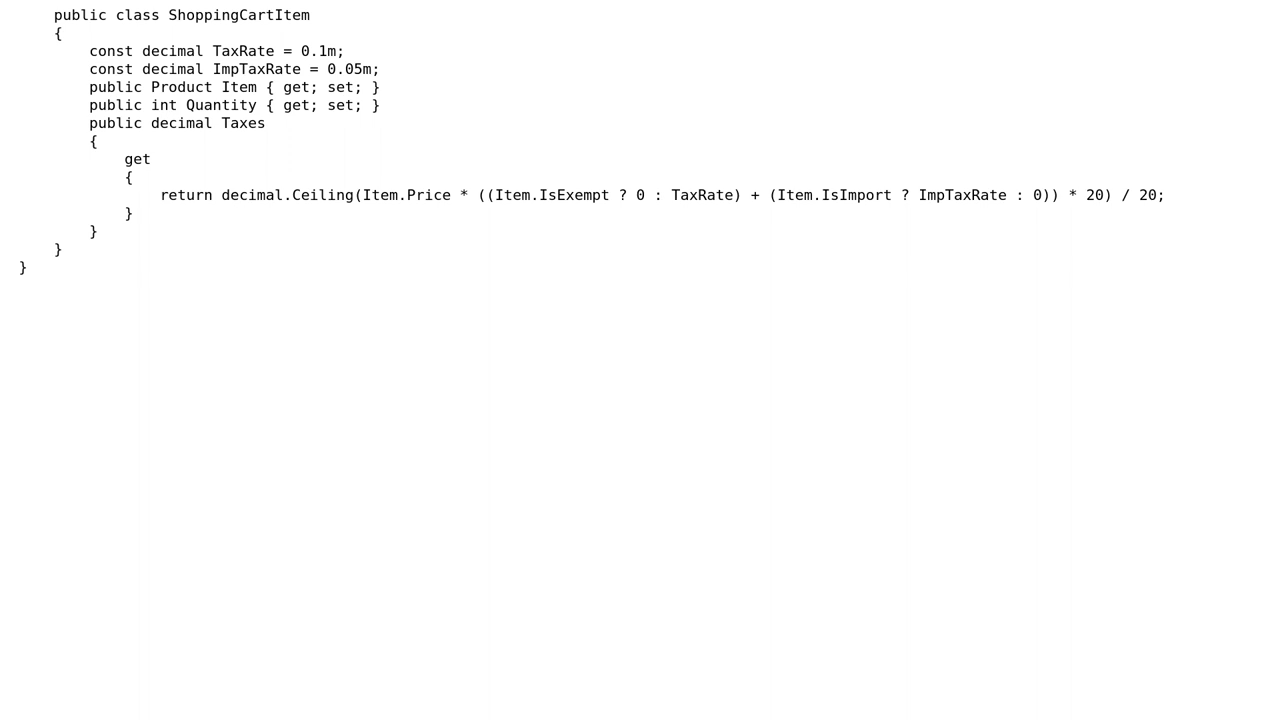 public class ShoppingCartItem
{
const decimal TaxRate = 0.1m;
const decimal ImpTaxRate = 0.05m;
public Product Item { get; set; }
public int Quantity { get; set; }
public decimal Taxes
{
get
{
return decimal.Ceiling(Item.Price * ((Item.IsExempt ? 0 : TaxRate) + (Item.IsImport ? ImpTaxRate : 0)) * 20) / 20;
}
}
}
}